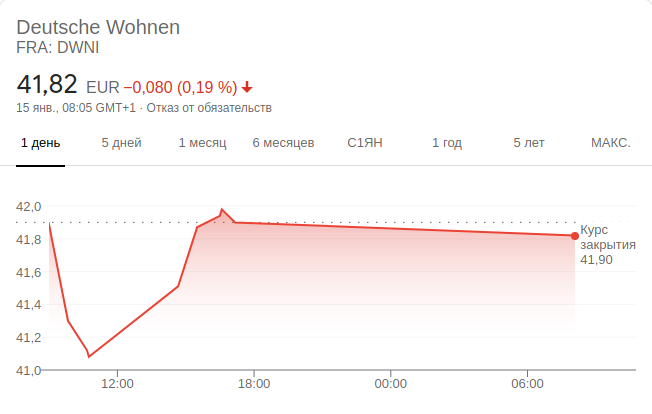 Deutsche Wohnen
FRA: DWNI
41,82 EUR −0,080 (0,19 %)
15 янв., 08:05 GMT+1 · Отказ от обязательств
1 день 5 дней 1 месяц 6 месяцев С1ЯН 1 год 5 лет МАКС.
42,0
41,8
41,6
41,4
41,2
41,0
Курс
закрытия
41,90
12:00 18:00 00:00 06:00